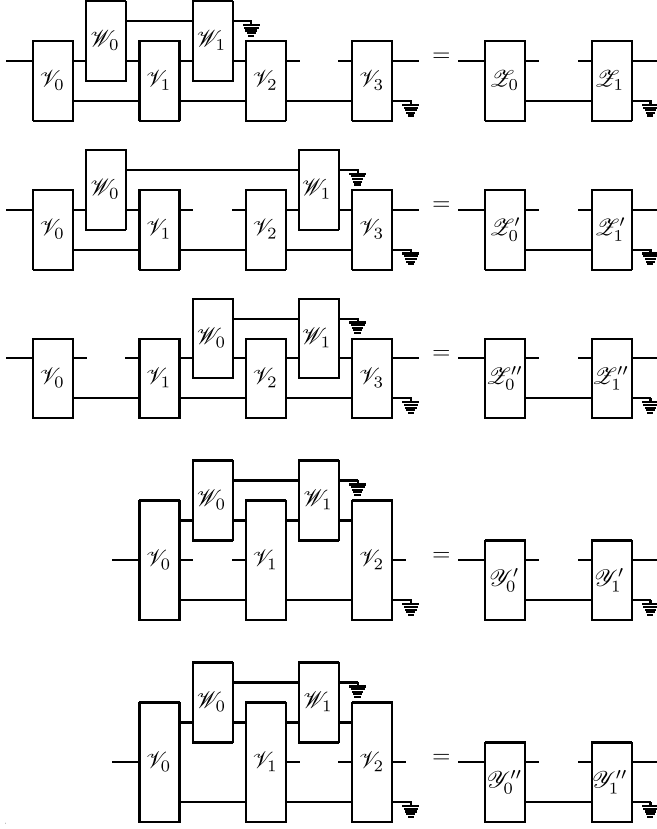 𝒲₀ 𝒲₁
𝒱₀ 𝒱₁ 𝒱₂ 𝒱₃ = 𝒵₀ 𝒵₁
𝒲₀ 𝒲₁
𝒱₀ 𝒱₁ 𝒱₂ 𝒱₃ = 𝒵′₀ 𝒵′₁
𝒲₀ 𝒲₁
𝒱₀ 𝒱₁ 𝒱₂ 𝒱₃ = 𝒵″₀ 𝒵″₁
𝒲₀ 𝒲₁
𝒱₀ 𝒱₁ 𝒱₂ = 𝒴′₀ 𝒴′₁
𝒲₀ 𝒲₁
𝒱₀ 𝒱₁ 𝒱₂ = 𝒴″₀ 𝒴″₁